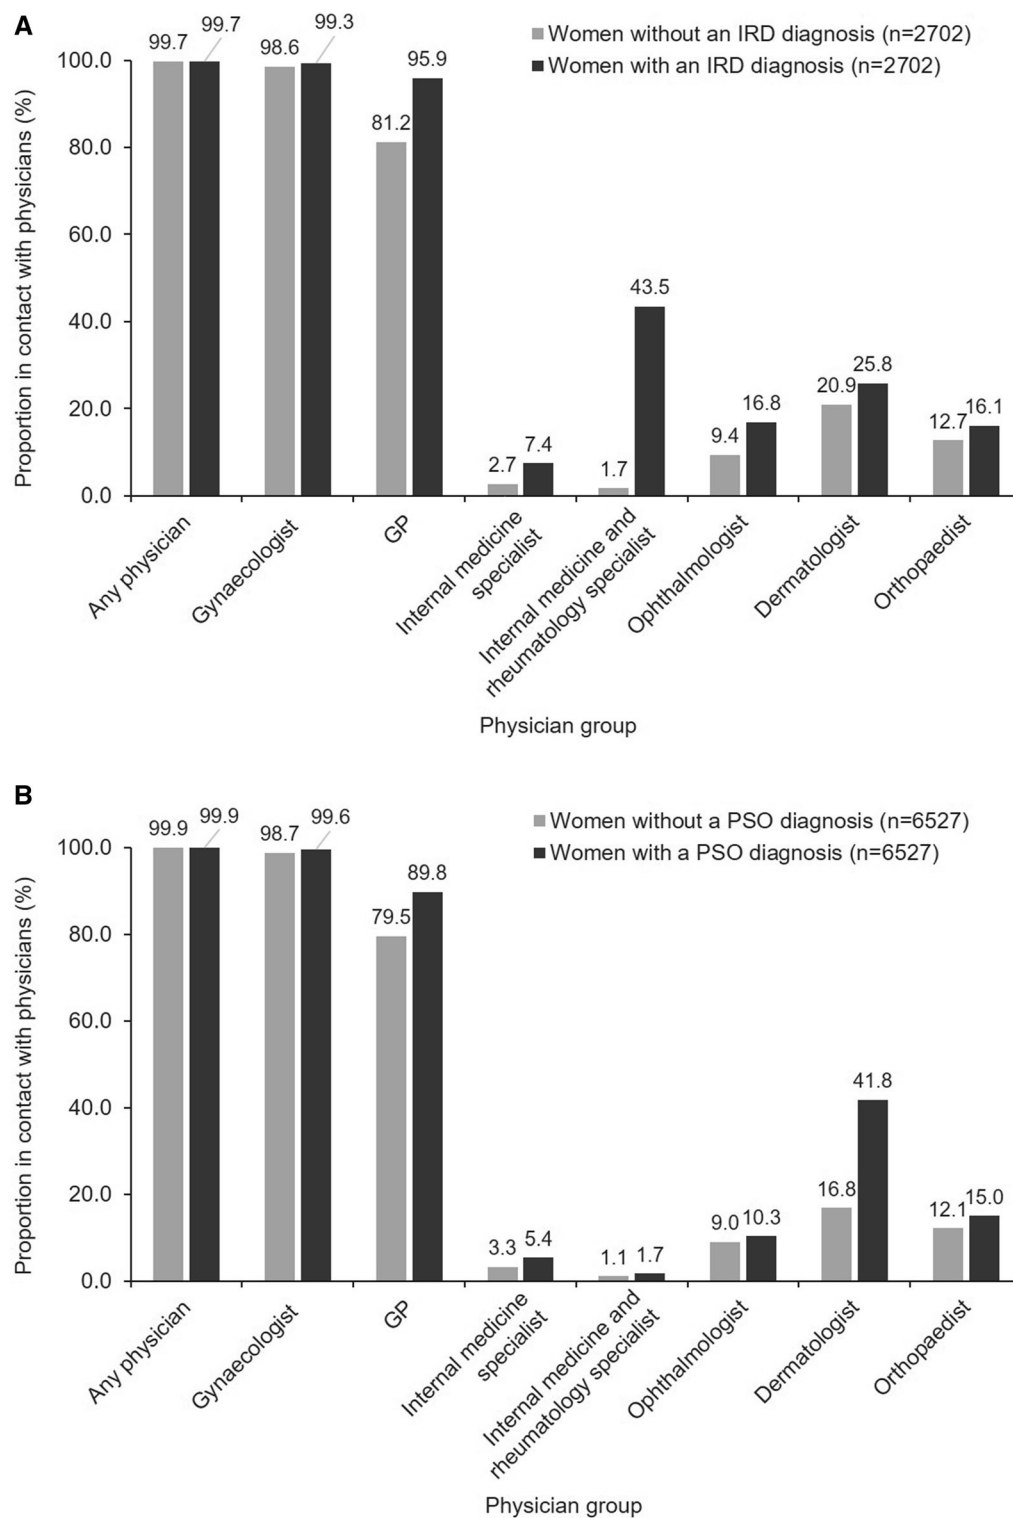 A
Women without an IRD diagnosis (n=2702)
Women with an IRD diagnosis (n=2702)
Proportion in contact with physicians (%)
100.0
80.0
60.0
40.0
20.0
0.0
99.7
99.7
98.6
99.3
81.2
95.9
2.7
7.4
1.7
43.5
9.4
16.8
20.9
25.8
12.7
16.1
Any physician
Gynaecologist
GP
Internal medicine
specialist
Internal medicine and
rheumatology specialist
Ophthalmologist
Dermatologist
Orthopaedist
Physician group
B
Women without a PSO diagnosis (n=6527)
Women with a PSO diagnosis (n=6527)
Proportion in contact with physicians (%)
100.0
80.0
60.0
40.0
20.0
0.0
99.9
99.9
98.7
99.6
79.5
89.8
3.3
5.4
1.1
1.7
9.0
10.3
16.8
41.8
12.1
15.0
Any physician
Gynaecologist
GP
Internal medicine
specialist
Internal medicine and
rheumatology specialist
Ophthalmologist
Dermatologist
Orthopaedist
Physician group